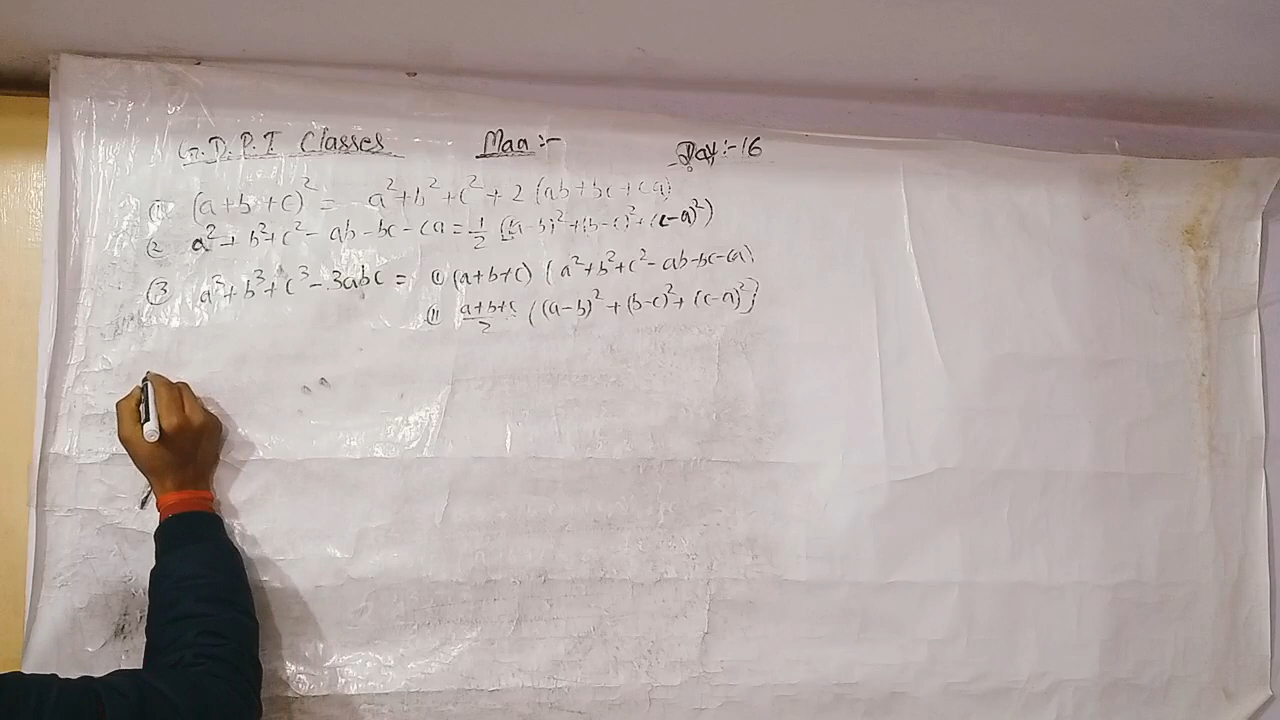 G.D.P.I Classes Maa :- Day :- 16
① (a+b+c)² = a²+b²+c²+2(ab+bc+ca)
② a²+b²+c²-ab-bc-ca = 1/2 ((a-b)²+(b-c)²+(c-a)²)
③ a³+b³+c³-3abc = (i) (a+b+c) (a²+b²+c²-ab-bc-ca)
(ii) a+b+c/2 ((a-b)²+(b-c)²+(c-a)²)